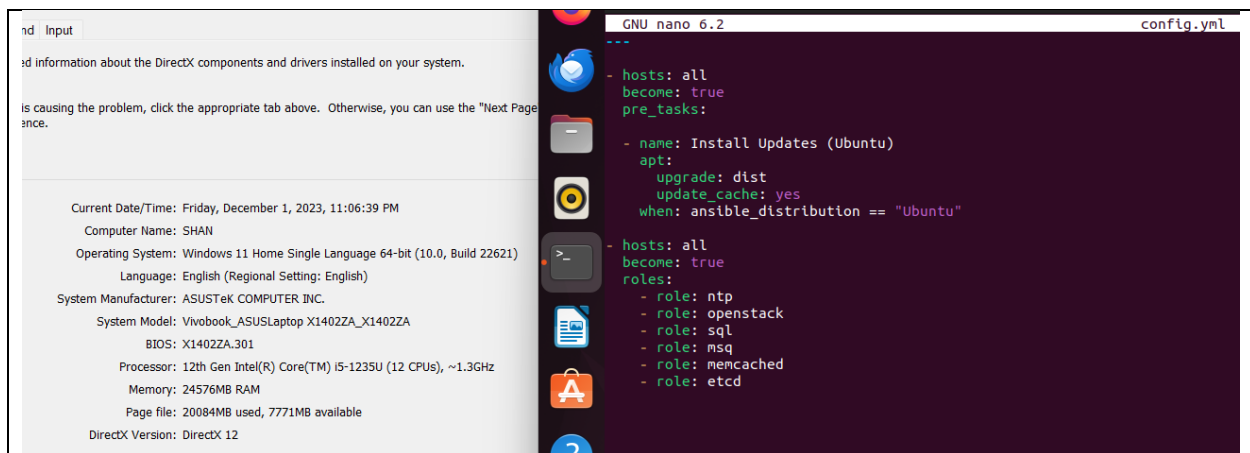 nd Input
ed information about the DirectX components and drivers installed on your system.
is causing the problem, click the appropriate tab above.  Otherwise, you can use the "Next Page
ence.
Current Date/Time: Friday, December 1, 2023, 11:06:39 PM
Computer Name: SHAN
Operating System: Windows 11 Home Single Language 64-bit (10.0, Build 22621)
Language: English (Regional Setting: English)
System Manufacturer: ASUSTeK COMPUTER INC.
System Model: Vivobook_ASUSLaptop X1402ZA_X1402ZA
BIOS: X1402ZA.301
Processor: 12th Gen Intel(R) Core(TM) i5-1235U (12 CPUs), ~1.3GHz
Memory: 24576MB RAM
Page file: 20084MB used, 7771MB available
DirectX Version: DirectX 12
GNU nano 6.2 config.yml
---
- hosts: all
  become: true
  pre_tasks:
  - name: Install Updates (Ubuntu)
    apt:
      upgrade: dist
      update_cache: yes
    when: ansible_distribution == "Ubuntu"
- hosts: all
  become: true
  roles:
    - role: ntp
    - role: openstack
    - role: sql
    - role: msq
    - role: memcached
    - role: etcd